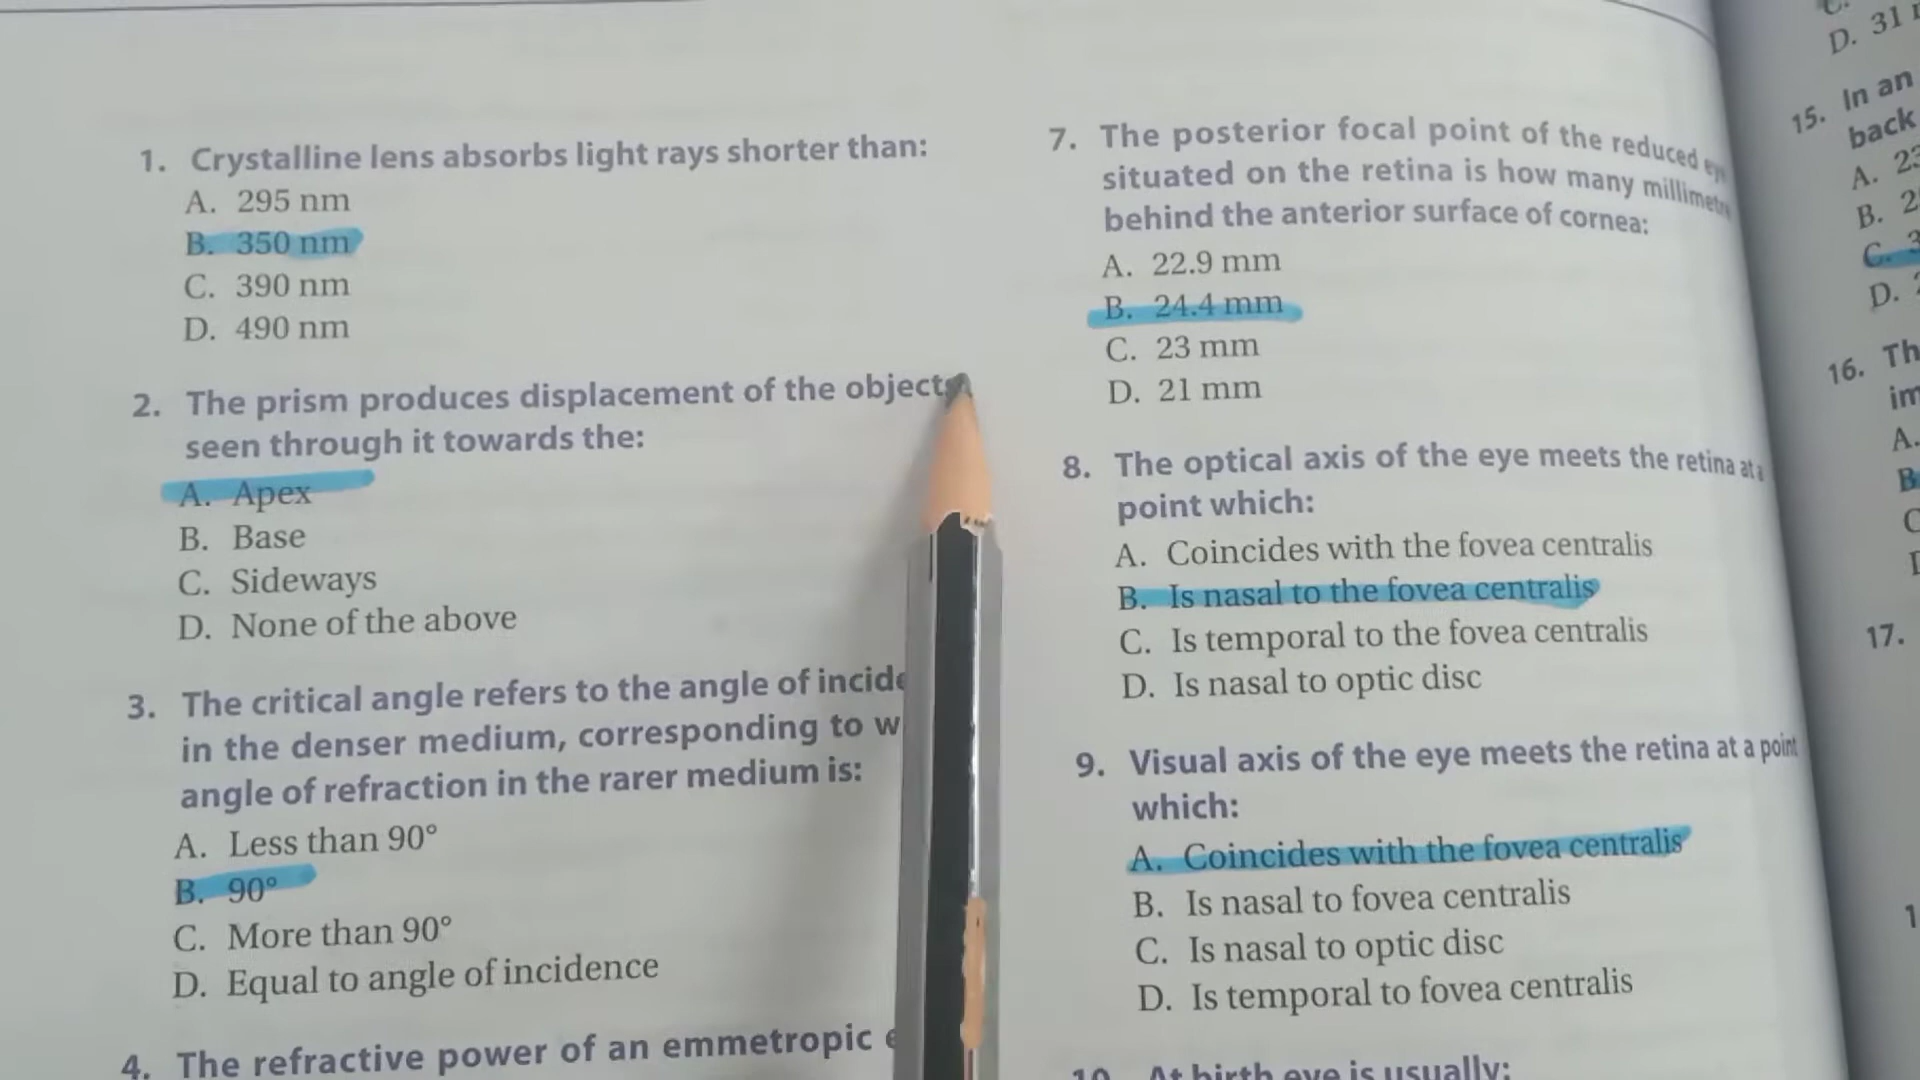 1. Crystalline lens absorbs light rays shorter than:
A. 295 nm
B. 350 nm
C. 390 nm
D. 490 nm
2. The prism produces displacement of the objects
seen through it towards the:
A. Apex
B. Base
C. Sideways
D. None of the above
3. The critical angle refers to the angle of
in the denser medium, corresponding to
angle of refraction in the rarer medium is:
A. Less than 90°
B. 90°
C. More than 90°
D. Equal to angle of incidence
4. The refractive power of an emmetropic
7. The posterior focal point of the reduced
situated on the retina is how many
behind the anterior surface of cornea:
A. 22.9 mm
B. 24.4 mm
C. 23 mm
D. 21 mm
8. The optical axis of the eye meets the retina at a
point which:
A. Coincides with the fovea centralis
B. Is nasal to the fovea centralis
C. Is temporal to the fovea centralis
D. Is nasal to optic disc
9. Visual axis of the eye meets the retina at a point
which:
A. Coincides with the fovea centralis
B. Is nasal to fovea centralis
C. Is nasal to optic disc
D. Is temporal to fovea centralis
10. At birth eye is usually:
D. 31
15. In an
back
A.
B.
C.
D.
16.
A.
B
17.